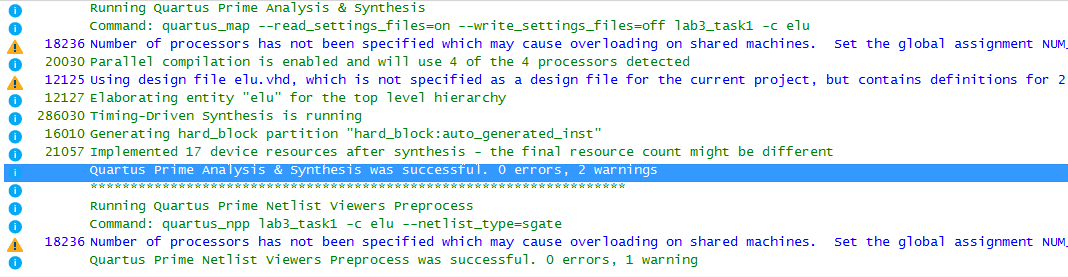 Running Quartus Prime Analysis & Synthesis
Command: quartus_map --read_settings_files=on --write_settings_files=off lab3_task1 -c elu
18236 Number of processors has not been specified which may cause overloading on shared machines.  Set the global assignment NUM_
20030 Parallel compilation is enabled and will use 4 of the 4 processors detected
12125 Using design file elu.vhd, which is not specified as a design file for the current project, but contains definitions for 2
12127 Elaborating entity "elu" for the top level hierarchy
286030 Timing-Driven Synthesis is running
16010 Generating hard_block partition "hard_block:auto_generated_inst"
21057 Implemented 17 device resources after synthesis - the final resource count might be different
Quartus Prime Analysis & Synthesis was successful. 0 errors, 2 warnings
*******************************************************************
Running Quartus Prime Netlist Viewers Preprocess
Command: quartus_npp lab3_task1 -c elu --netlist_type=sgate
18236 Number of processors has not been specified which may cause overloading on shared machines.  Set the global assignment NUM_
Quartus Prime Netlist Viewers Preprocess was successful. 0 errors, 1 warning